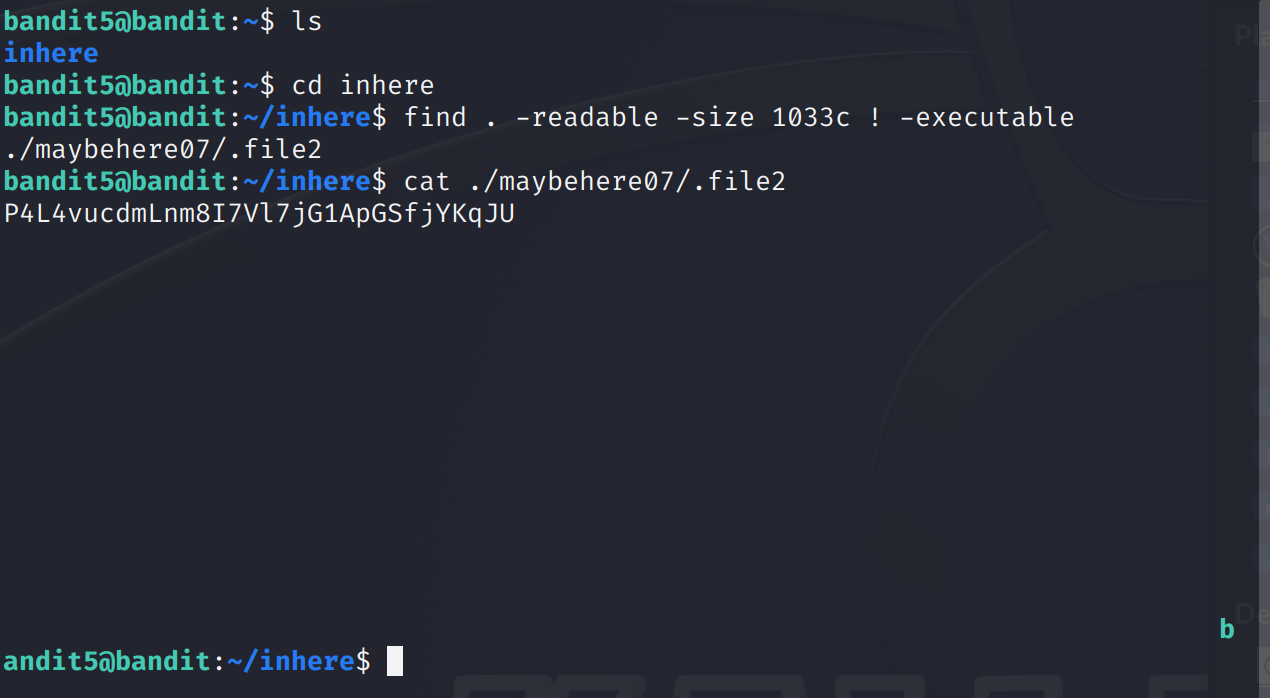 bandit5@bandit:~$ ls
inhere
bandit5@bandit:~$ cd inhere
bandit5@bandit:~/inhere$ find . -readable -size 1033c ! -executable
./maybehere07/.file2
bandit5@bandit:~/inhere$ cat ./maybehere07/.file2
P4L4vucdmLnm8I7Vl7jG1ApGSfjYKqJU
b
andit5@bandit:~/inhere$